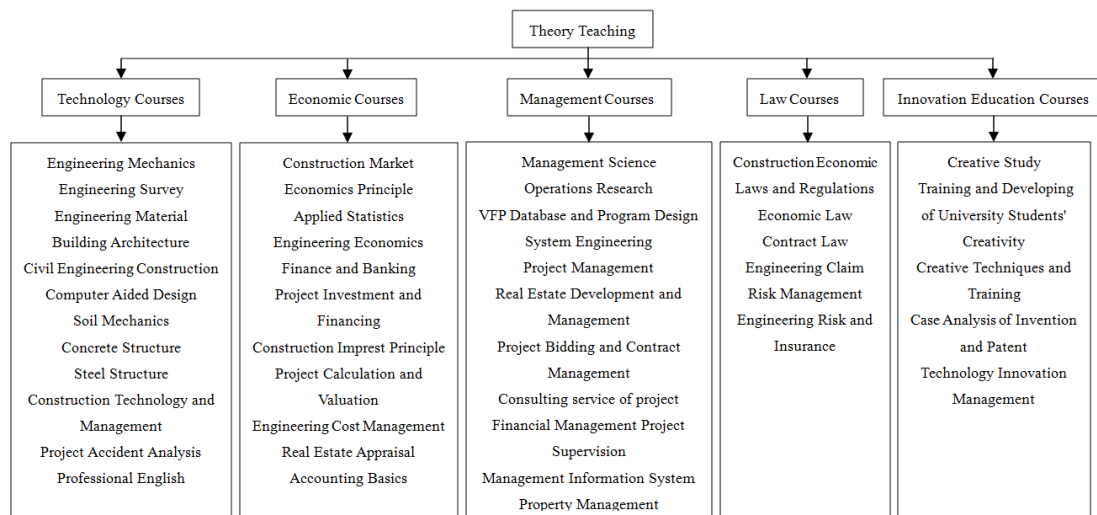 Theory Teaching
Technology Courses
Economic Courses
Management Courses
Law Courses
Innovation Education Courses
Engineering Mechanics
Engineering Survey
Engineering Material
Building Architecture
Civil Engineering Construction
Computer Aided Design
Soil Mechanics
Concrete Structure
Steel Structure
Construction Technology and
Management
Project Accident Analysis
Professional English
Construction Market
Economics Principle
Applied Statistics
Engineering Economics
Finance and Banking
Project Investment and
Financing
Construction Imprest Principle
Project Calculation and
Valuation
Engineering Cost Management
Real Estate Appraisal
Accounting Basics
Management Science
Operations Research
VFP Database and Program Design
System Engineering
Project Management
Real Estate Development and
Management
Project Bidding and Contract
Management
Consulting service of project
Financial Management Project
Supervision
Management Information System
Property Management
Construction Economic
Laws and Regulations
Economic Law
Contract Law
Engineering Claim
Risk Management
Engineering Risk and
Insurance
Creative Study
Training and Developing
of University Students'
Creativity
Creative Techniques and
Training
Case Analysis of Invention
and Patent
Technology Innovation
Management